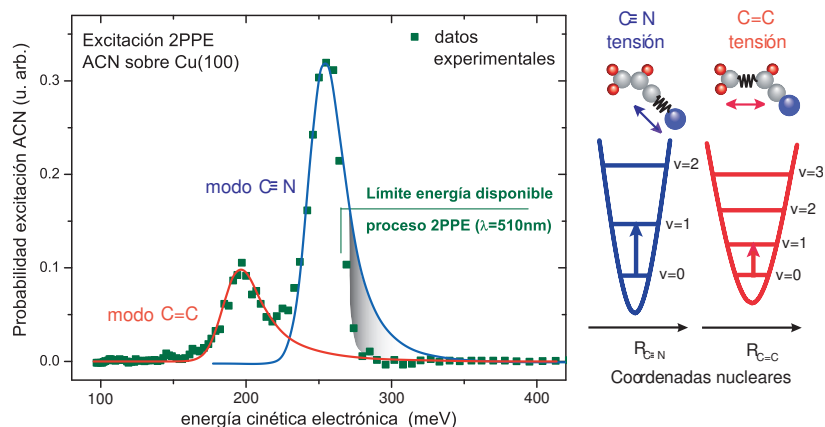 Excitación 2PPE
ACN sobre Cu(100)
datos
experimentales
modo C≡N
Límite energía disponible
proceso 2PPE (λ=510nm)
modo C=C
Probabilidad excitación ACN (u. arb.)
0.3
0.2
0.1
0.0
100
200
300
400
energía cinética electrónica (meV)
C≡N
tensión
C=C
tensión
v=2
v=1
v=0
v=3
v=2
v=1
v=0
R C≡N
R C=C
Coordenadas nucleares